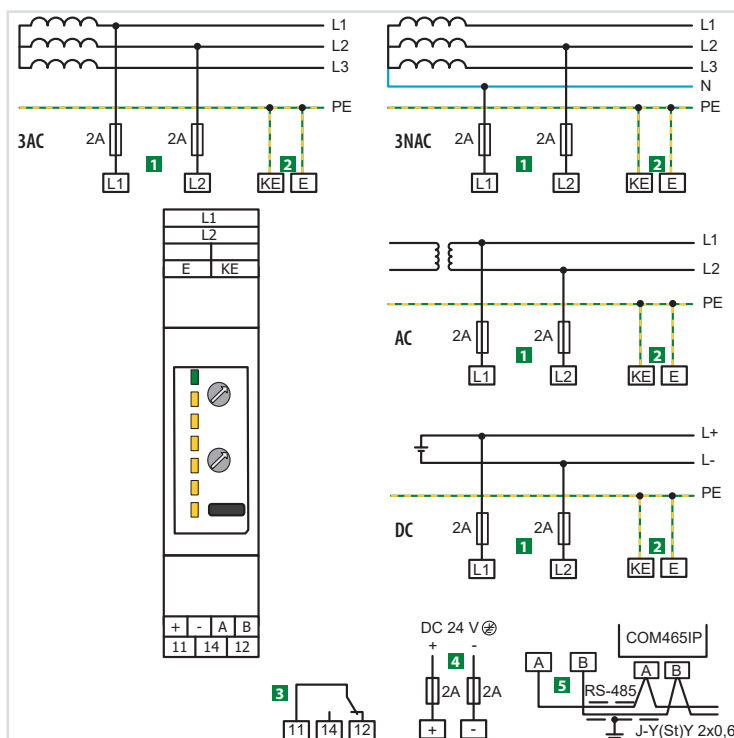 L1
L2
L3
PE
3AC
2A
2A
1
2
L1
L2
KE
E
L1
L2
L3
N
PE
3NAC
2A
2A
1
2
L1
L2
KE
E
L1
L2
E KE
+ - A B
11 14 12
L1
L2
PE
AC
2A
2A
1
2
L1
L2
KE
E
L+
L-
PE
DC
2A
2A
1
2
L1
L2
KE
E
3
11 14 12
DC 24 V
+ -
4
2A 2A
+ -
A B
5
RS-485
COM465IP
A B
J-Y(St)Y 2x0,6